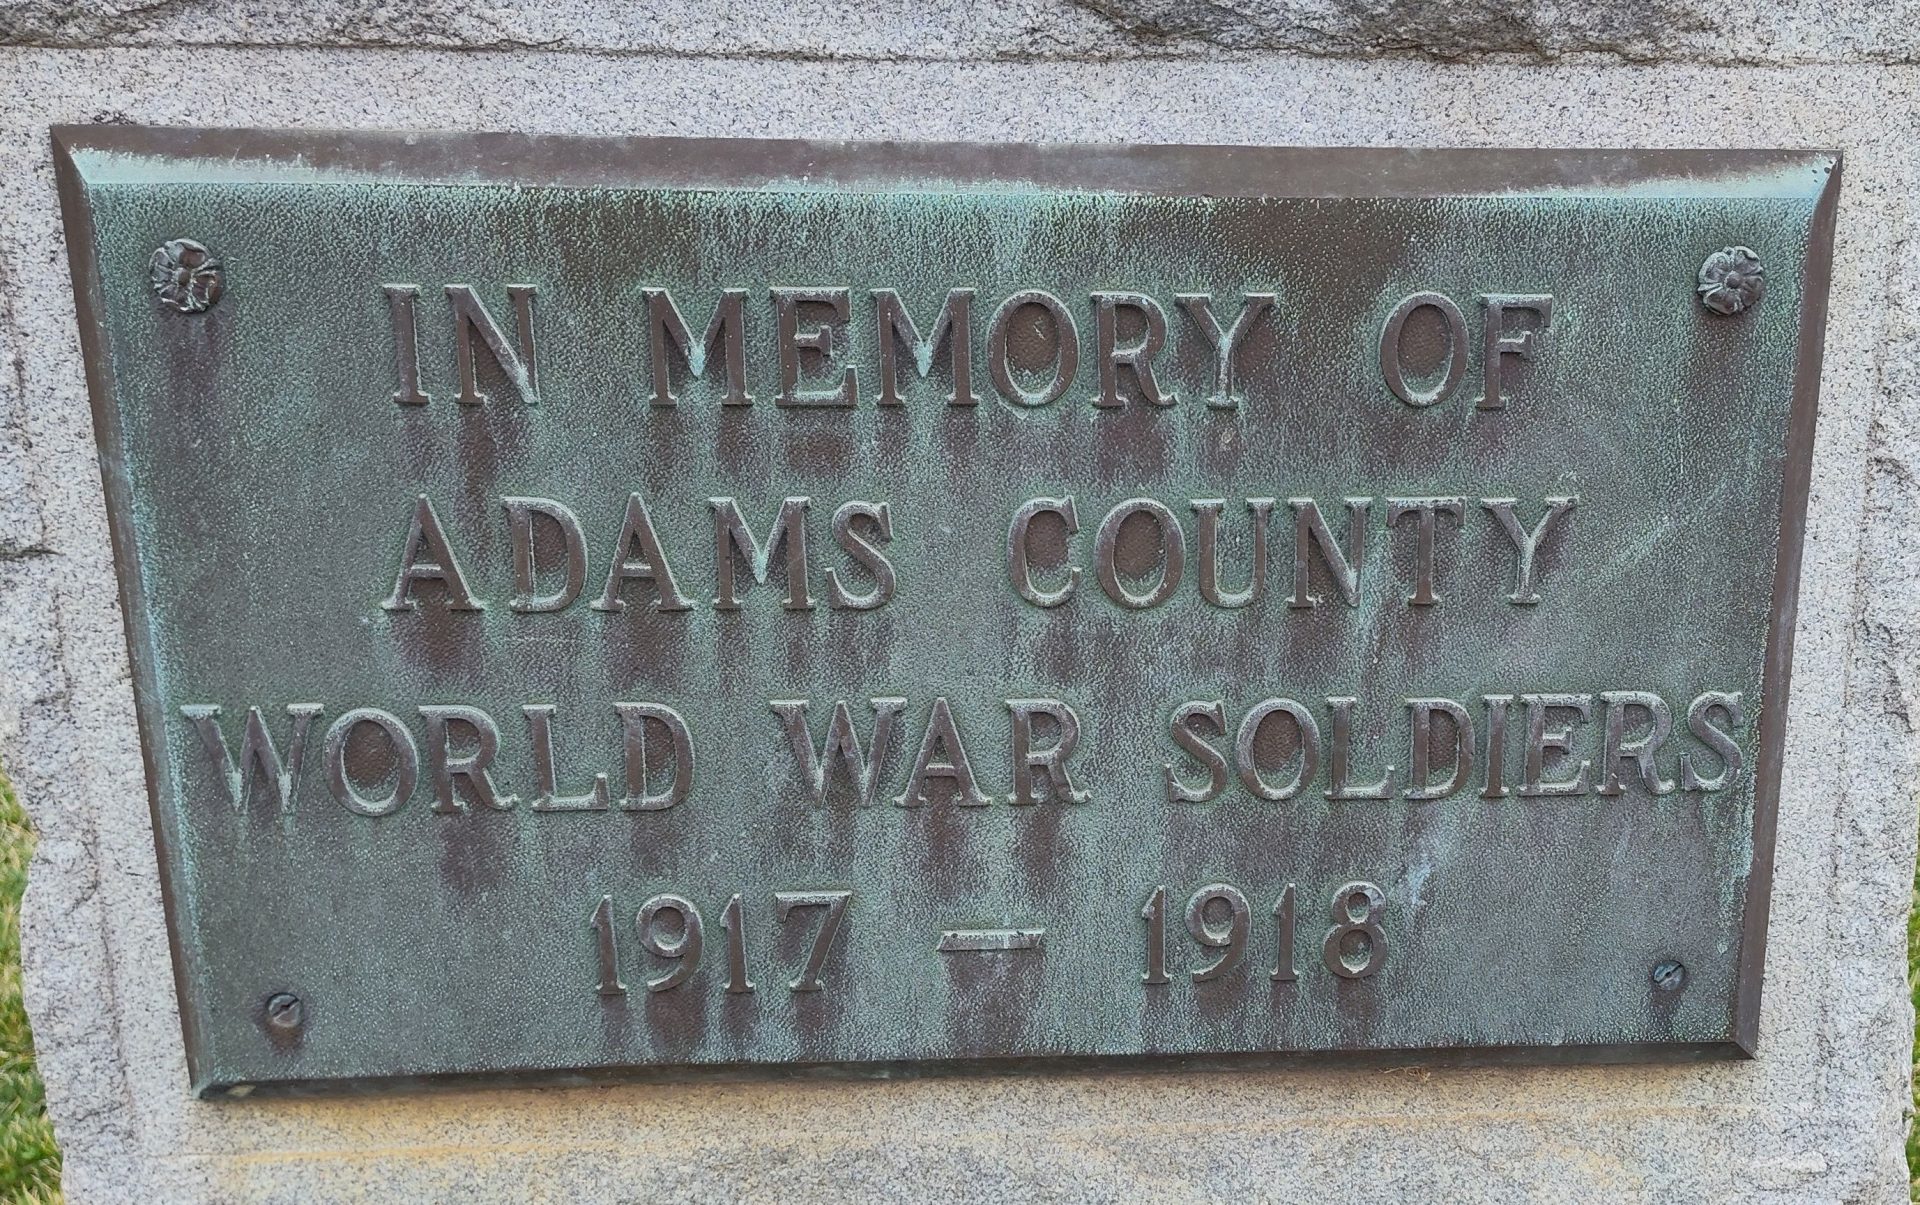 IN MEMORY OF
ADAMS COUNTY
WORLD WAR SOLDIERS
1917 — 1918